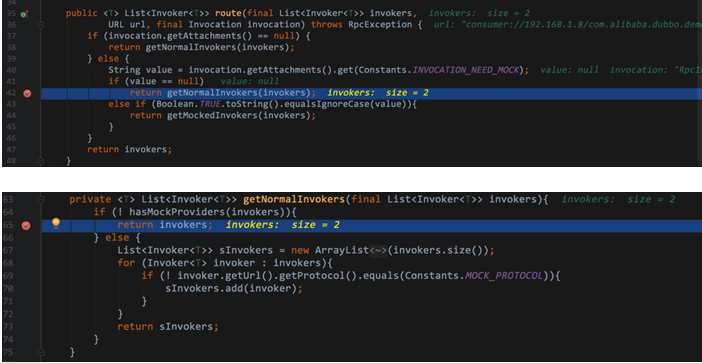 34
35 public <T> List<Invoker<T>> route(final List<Invoker<T>> invokers, invokers: size = 2
36 URL url, final Invocation invocation) throws RpcException { url: "consumer://192.168.1.8/com.alibaba.dubbo.dem
37 if (invocation.getAttachments() == null) {
38 return getNormalInvokers(invokers);
39 } else {
40 String value = invocation.getAttachments().get(Constants.INVOCATION_NEED_MOCK); value: null invocation: "RpcI
41 if (value == null) value: null
42 return getNormalInvokers(invokers); invokers: size = 2
43 else if (Boolean.TRUE.toString().equalsIgnoreCase(value)){
44 return getMockedInvokers(invokers);
45 }
46 }
47 return invokers;
48 }
63 private <T> List<Invoker<T>> getNormalInvokers(final List<Invoker<T>> invokers){ invokers: size = 2
64 if (! hasMockProviders(invokers)){
65 return invokers; invokers: size = 2
66 } else {
67 List<Invoker<T>> sInvokers = new ArrayList<~>(invokers.size());
68 for (Invoker<T> invoker : invokers){
69 if (! invoker.getUrl().getProtocol().equals(Constants.MOCK_PROTOCOL)){
70 sInvokers.add(invoker);
71 }
72 }
73 return sInvokers;
74 }
75 }